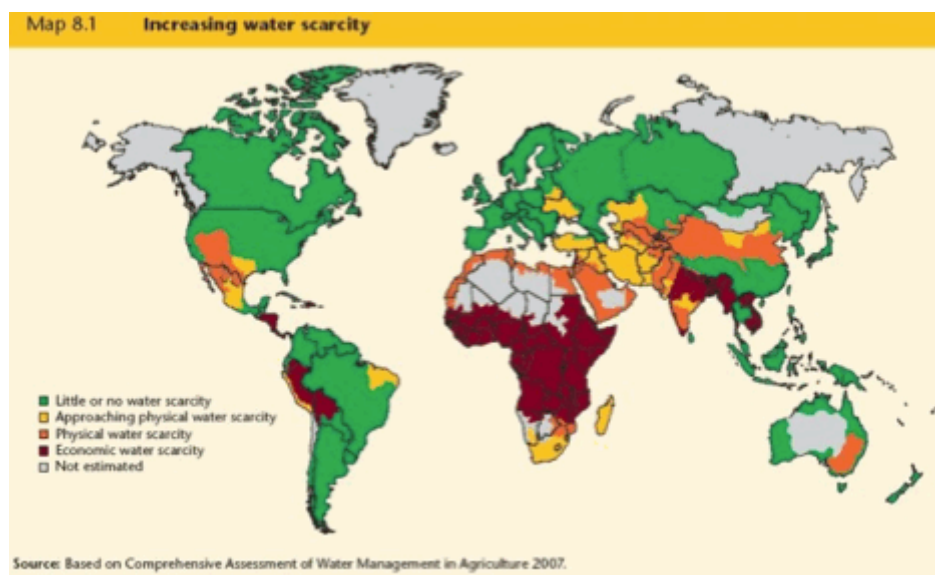 Map 8.1 Increasing water scarcity
Little or no water scarcity
Approaching physical water scarcity
Physical water scarcity
Economic water scarcity
Not estimated
Source: Based on Comprehensive Assessment of Water Management in Agriculture 2007.